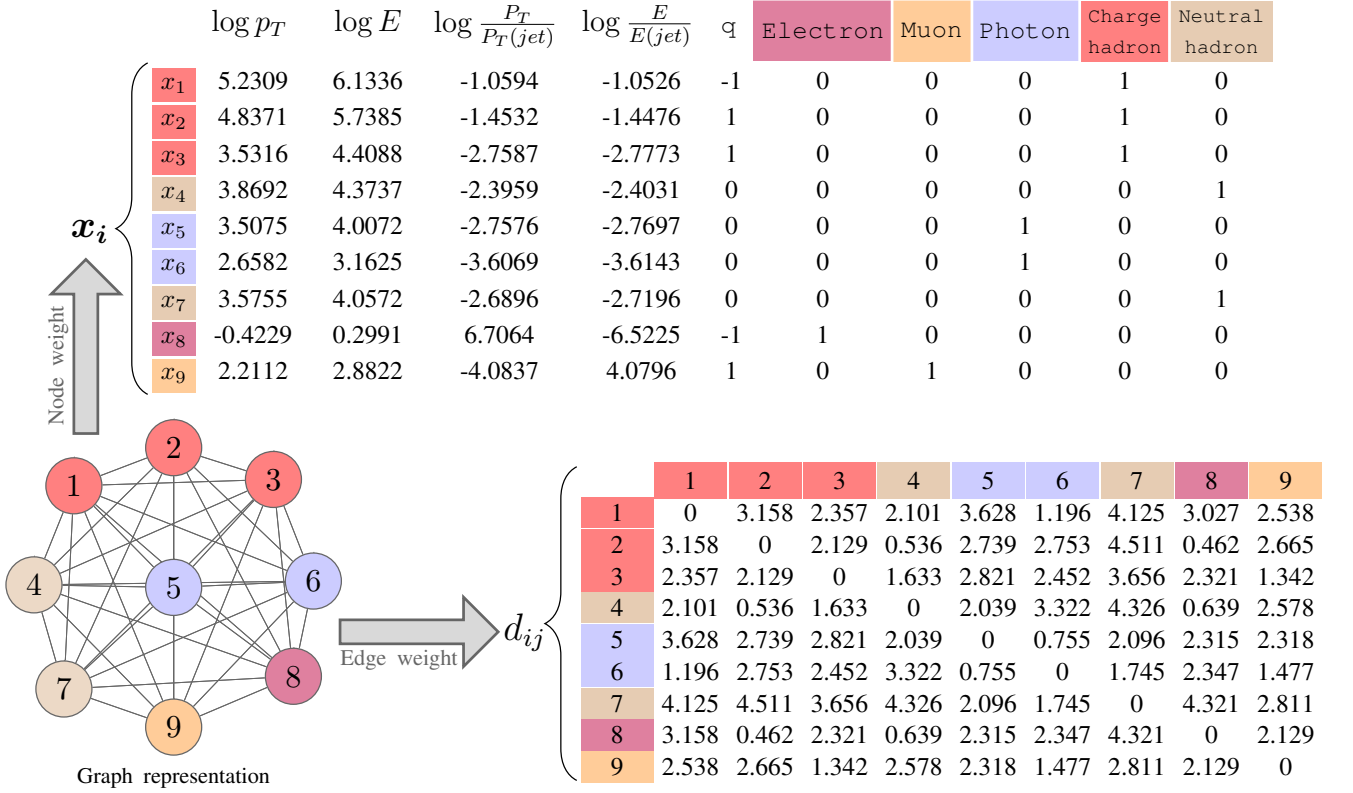 log p_T log E log P_T/P_T(jet) log E/E(jet) q Electron Muon Photon Charge hadron Neutral hadron
x_1 5.2309 6.1336 -1.0594 -1.0526 -1 0 0 0 1 0
x_2 4.8371 5.7385 -1.4532 -1.4476 1 0 0 0 1 0
x_3 3.5316 4.4088 -2.7587 -2.7773 1 0 0 0 1 0
x_4 3.8692 4.3737 -2.3959 -2.4031 0 0 0 0 0 1
x_5 3.5075 4.0072 -2.7576 -2.7697 0 0 0 1 0 0
x_6 2.6582 3.1625 -3.6069 -3.6143 0 0 0 1 0 0
x_7 3.5755 4.0572 -2.6896 -2.7196 0 0 0 0 0 1
x_8 -0.4229 0.2991 6.7064 -6.5225 -1 1 0 0 0 0
x_9 2.2112 2.8822 -4.0837 4.0796 1 0 1 0 0 0
x_i
Node weight
2
1 3
4 5 6
7 8
9
Graph representation
Edge weight
d_ij
1 2 3 4 5 6 7 8 9
1 0 3.158 2.357 2.101 3.628 1.196 4.125 3.027 2.538
2 3.158 0 2.129 0.536 2.739 2.753 4.511 0.462 2.665
3 2.357 2.129 0 1.633 2.821 2.452 3.656 2.321 1.342
4 2.101 0.536 1.633 0 2.039 3.322 4.326 0.639 2.578
5 3.628 2.739 2.821 2.039 0 0.755 2.096 2.315 2.318
6 1.196 2.753 2.452 3.322 0.755 0 1.745 2.347 1.477
7 4.125 4.511 3.656 4.326 2.096 1.745 0 4.321 2.811
8 3.158 0.462 2.321 0.639 2.315 2.347 4.321 0 2.129
9 2.538 2.665 1.342 2.578 2.318 1.477 2.811 2.129 0